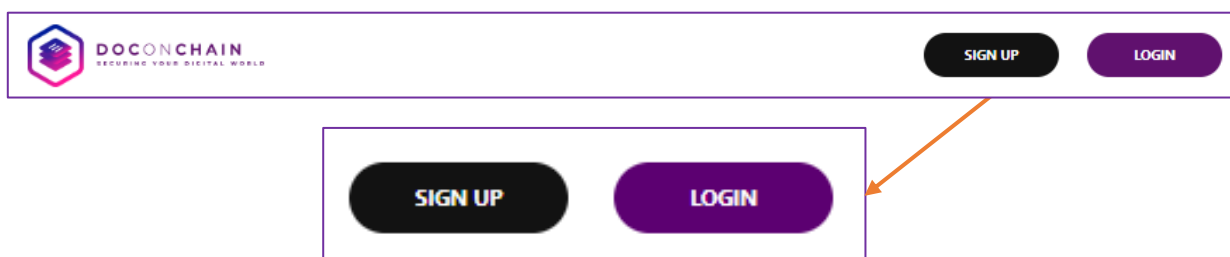 DOCONCHAIN
SECURING YOUR DIGITAL WORLD
SIGN UP LOGIN
SIGN UP LOGIN